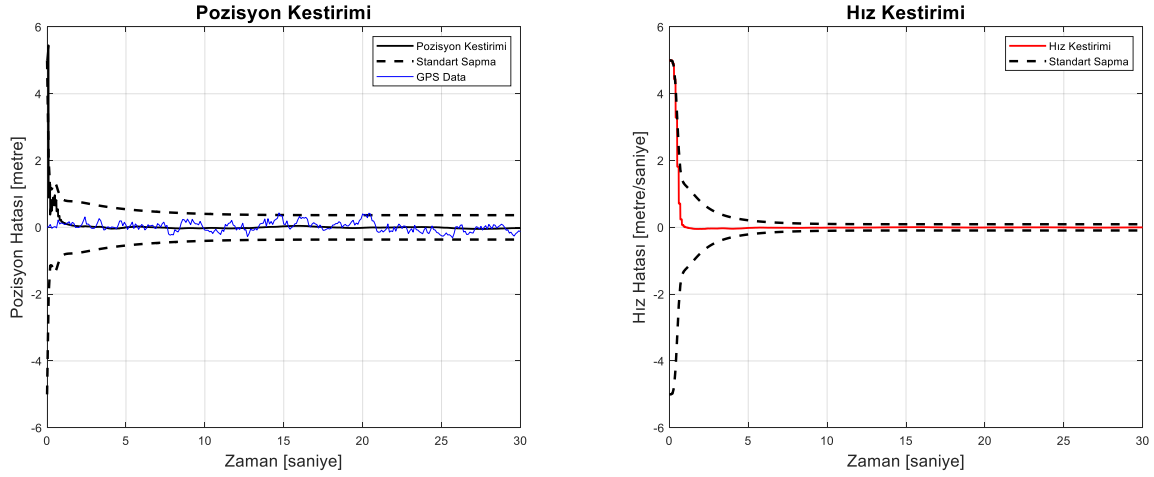 Pozisyon Kestirimi
6
4
2
0
-2
-4
-6
Pozisyon Hatası [metre]
Pozisyon Kestirimi
Standart Sapma
GPS Data
0 5 10 15 20 25 30
Zaman [saniye]
Hız Kestirimi
6
4
2
0
-2
-4
-6
Hız Hatası [metre/saniye]
Hız Kestirimi
Standart Sapma
0 5 10 15 20 25 30
Zaman [saniye]